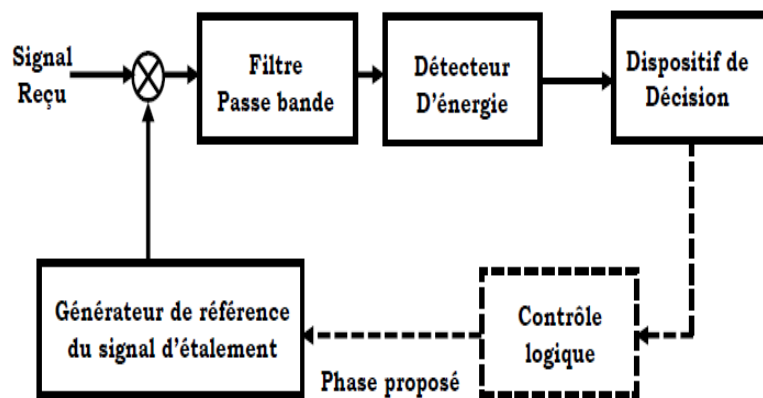 Signal
Reçu
Filtre
Passe bande
Détecteur
D'énergie
Dispositif de
Décision
Générateur de référence
du signal d'étalement
Contrôle
logique
Phase proposé